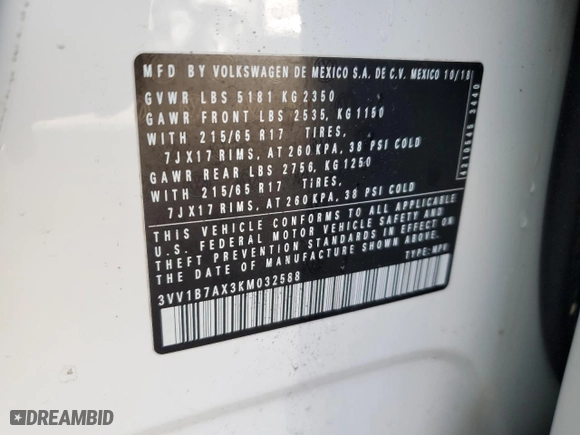 MFD BY VOLKSWAGEN DE MEXICO S.A. DE C.V. MEXICO 10/18
GVWR LBS 5181 KG 2350
GAWR FRONT LBS 2535, KG 1150
WITH 215/65 R17 TIRES,
7JX17 RIMS, AT 260 KPA, 38 PSI COLD
GAWR REAR LBS 2756, KG 1250
WITH 215/65 R17 TIRES,
7JX17 RIMS, AT 260 KPA, 38 PSI COLD
THIS VEHICLE CONFORMS TO ALL APPLICABLE
U.S. FEDERAL MOTOR VEHICLE SAFETY AND
THEFT PREVENTION STANDARDS IN EFFECT ON
THE DATE OF MANUFACTURE SHOWN ABOVE.
TYPE: MPV
3VV1B7AX3KM032588
DREAMBID